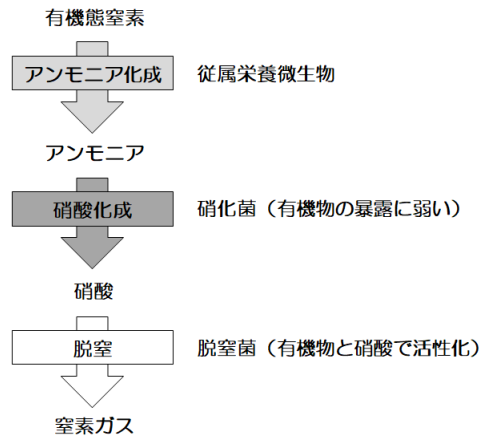 有機態窒素
アンモニア化成 従属栄養微生物
アンモニア
硝酸化成 硝化菌（有機物の暴露に弱い）
硝酸
脱窒 脱窒菌（有機物と硝酸で活性化）
窒素ガス